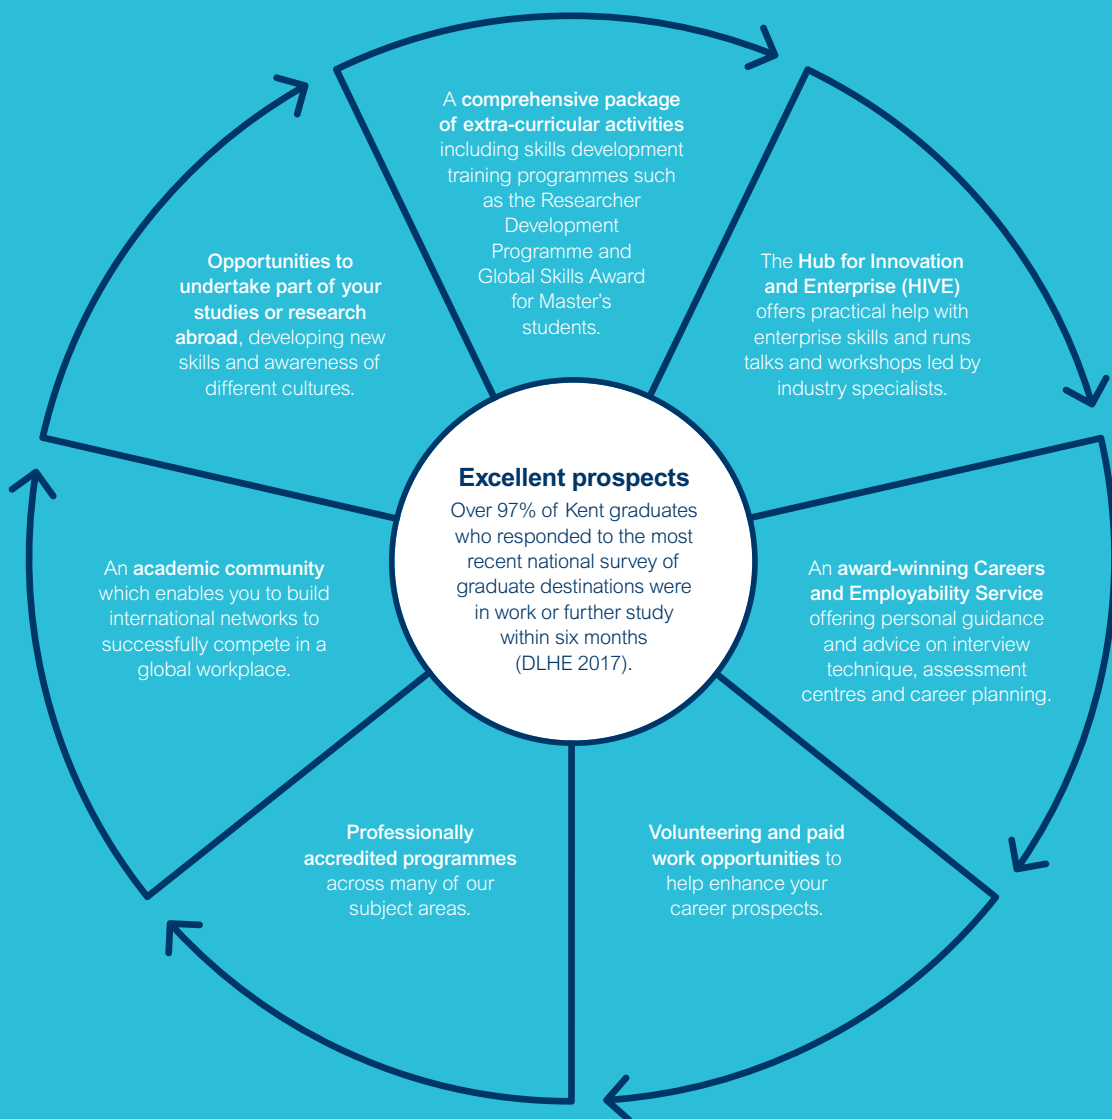 A comprehensive package
of extra-curricular activities
including skills development
training programmes such
as the Researcher
Development
Programme and
Global Skills Award
for Master's
students.
The Hub for Innovation
and Enterprise (HIVE)
offers practical help with
enterprise skills and runs
talks and workshops led by
industry specialists.
An award-winning Careers
and Employability Service
offering personal guidance
and advice on interview
technique, assessment
centres and career planning.
Volunteering and paid
work opportunities to
help enhance your
career prospects.
Professionally
accredited programmes
across many of our
subject areas.
An academic community
which enables you to build
international networks to
successfully compete in a
global workplace.
Opportunities to
undertake part of your
studies or research
abroad, developing new
skills and awareness of
different cultures.
Excellent prospects
Over 97% of Kent graduates
who responded to the most
recent national survey of
graduate destinations were
in work or further study
within six months
(DLHE 2017).